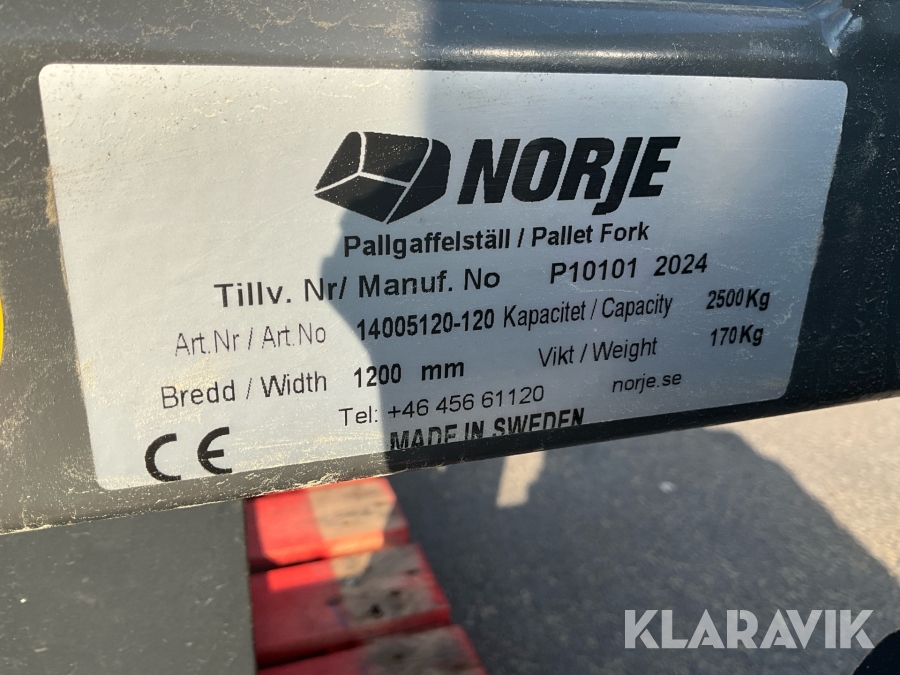 NORJE
Pallgaffelställ / Pallet Fork
Tillv. Nr/ Manuf. No P10101 2024
Art.Nr / Art.No 14005120-120 Kapacitet / Capacity 2500Kg
Bredd / Width 1200 mm Vikt / Weight 170Kg
Tel: +46 456 61120 norje.se
CE MADE IN SWEDEN
KLARAVIK